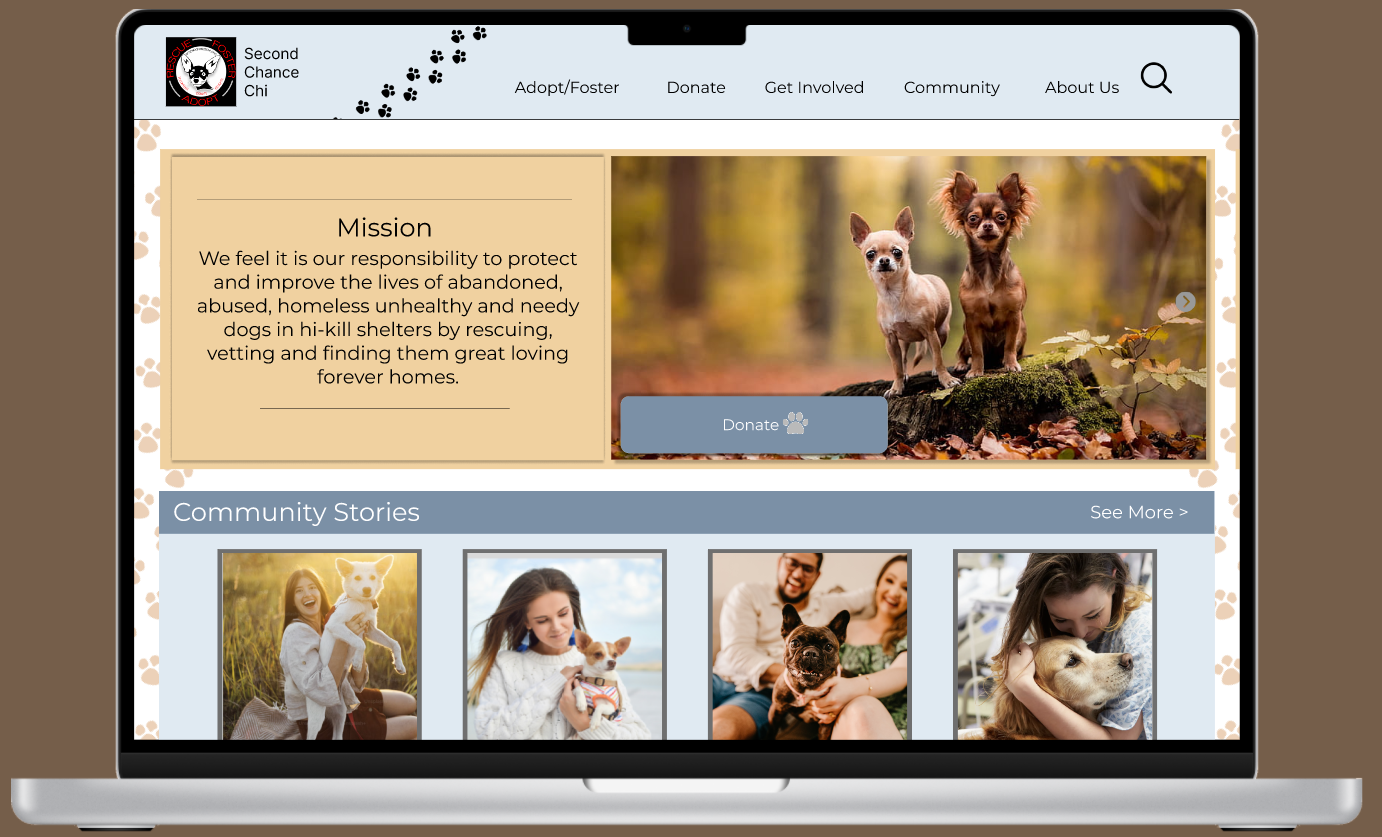 RESCUE FOSTER
ADOPT
Second
Chance
Chi
Adopt/Foster
Donate
Get Involved
Community
About Us
Mission
We feel it is our responsibility to protect
and improve the lives of abandoned,
abused, homeless unhealthy and needy
dogs in hi-kill shelters by rescuing,
vetting and finding them great loving
forever homes.
Donate
Community Stories
See More >